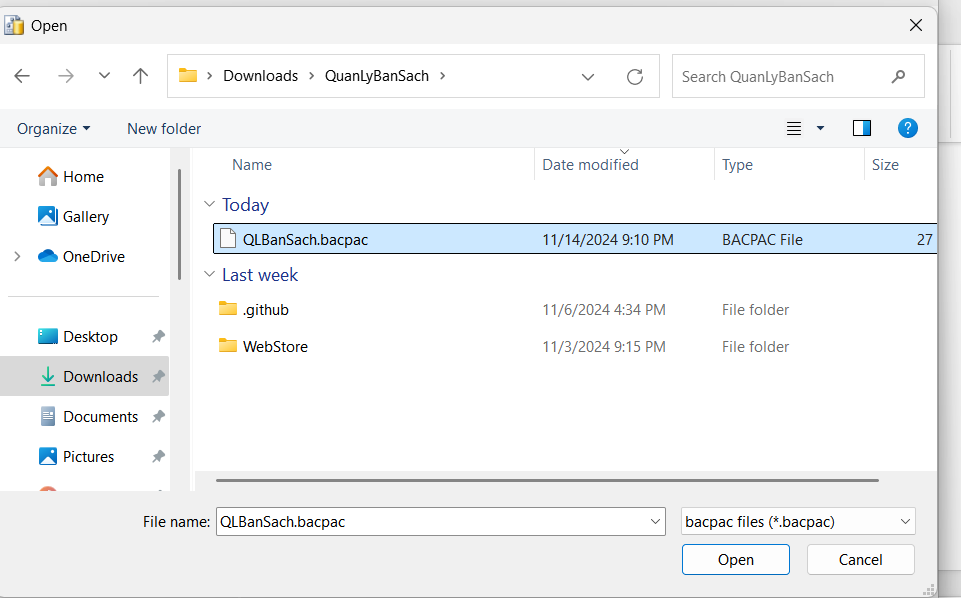 Open
Downloads > QuanLyBanSach >
Search QuanLyBanSach
Organize
New folder
?
Name
Date modified
Type
Size
Home
Gallery
OneDrive
Desktop
Downloads
Documents
Pictures
Today
QLBanSach.bacpac 11/14/2024 9:10 PM BACPAC File 27
Last week
.github 11/6/2024 4:34 PM File folder
WebStore 11/3/2024 9:15 PM File folder
File name: QLBanSach.bacpac
bacpac files (*.bacpac)
Open
Cancel